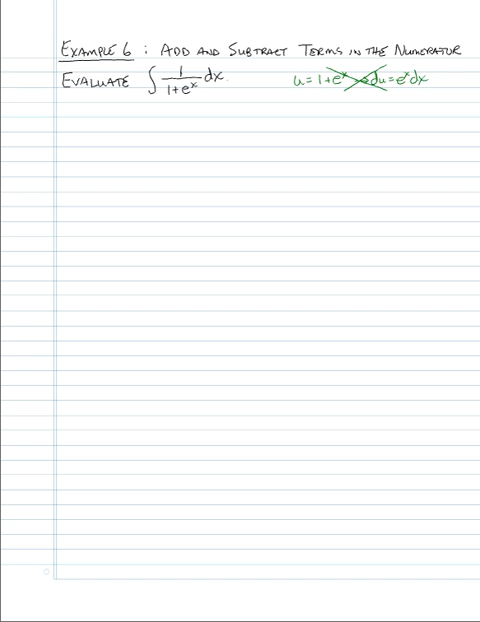 EXAMPLE 6 : ADD AND SUBTRACT TERMS IN THE NUMERATOR
EVALUATE ∫ 1/(1+e^x) dx. u = 1+e^x ⇒ du = e^x dx